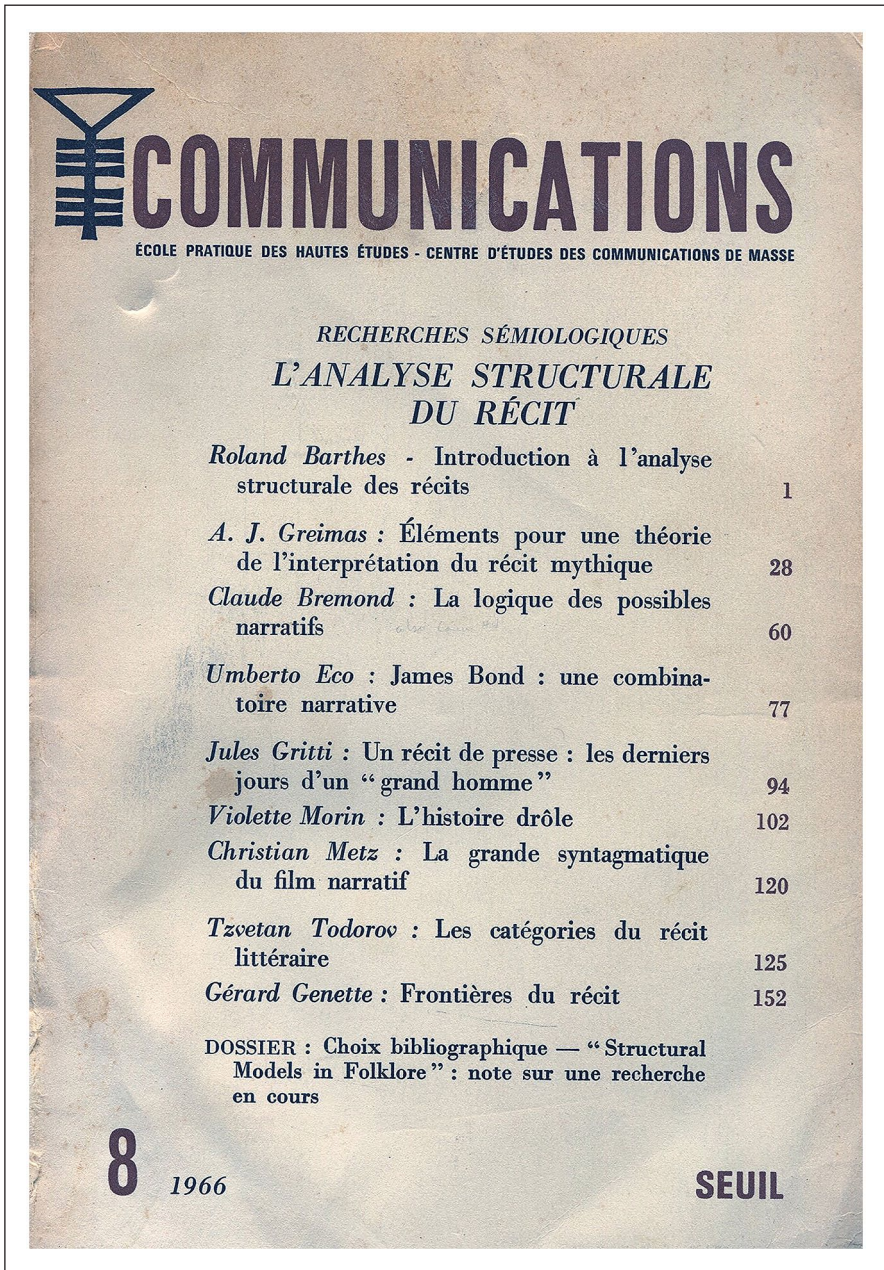 COMMUNICATIONS
ÉCOLE PRATIQUE DES HAUTES ÉTUDES - CENTRE D'ÉTUDES DES COMMUNICATIONS DE MASSE
RECHERCHES SÉMIOLOGIQUES
L'ANALYSE STRUCTURALE
DU RÉCIT
Roland Barthes - Introduction à l'analyse
structurale des récits 1
A. J. Greimas : Éléments pour une théorie
de l'interprétation du récit mythique 28
Claude Bremond : La logique des possibles
narratifs 60
Umberto Eco : James Bond : une combina-
toire narrative 77
Jules Gritti : Un récit de presse : les derniers
jours d'un “ grand homme ” 94
Violette Morin : L'histoire drôle 102
Christian Metz : La grande syntagmatique
du film narratif 120
Tzvetan Todorov : Les catégories du récit
littéraire 125
Gérard Genette : Frontières du récit 152
DOSSIER : Choix bibliographique — “ Structural
Models in Folklore ” : note sur une recherche
en cours
8 1966 SEUIL